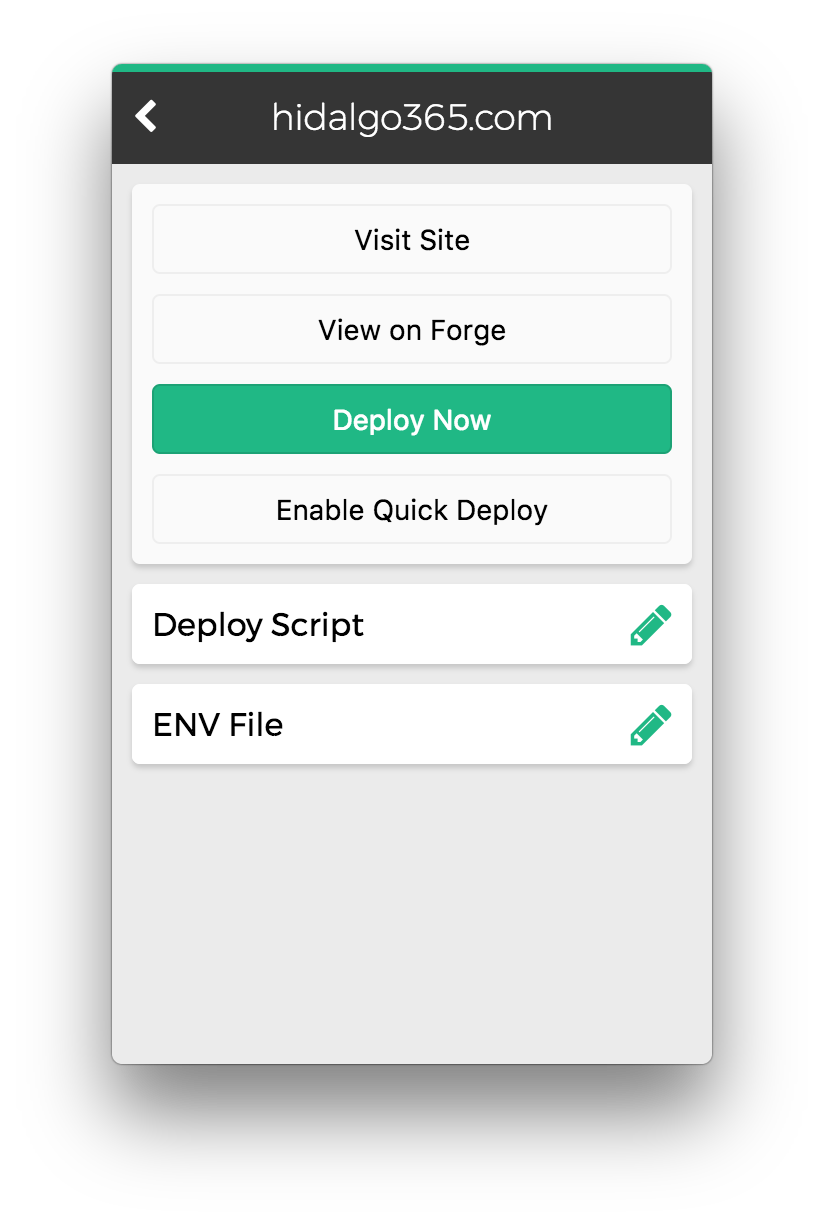 hidalgo365.com
Visit Site
View on Forge
Deploy Now
Enable Quick Deploy
Deploy Script
ENV File